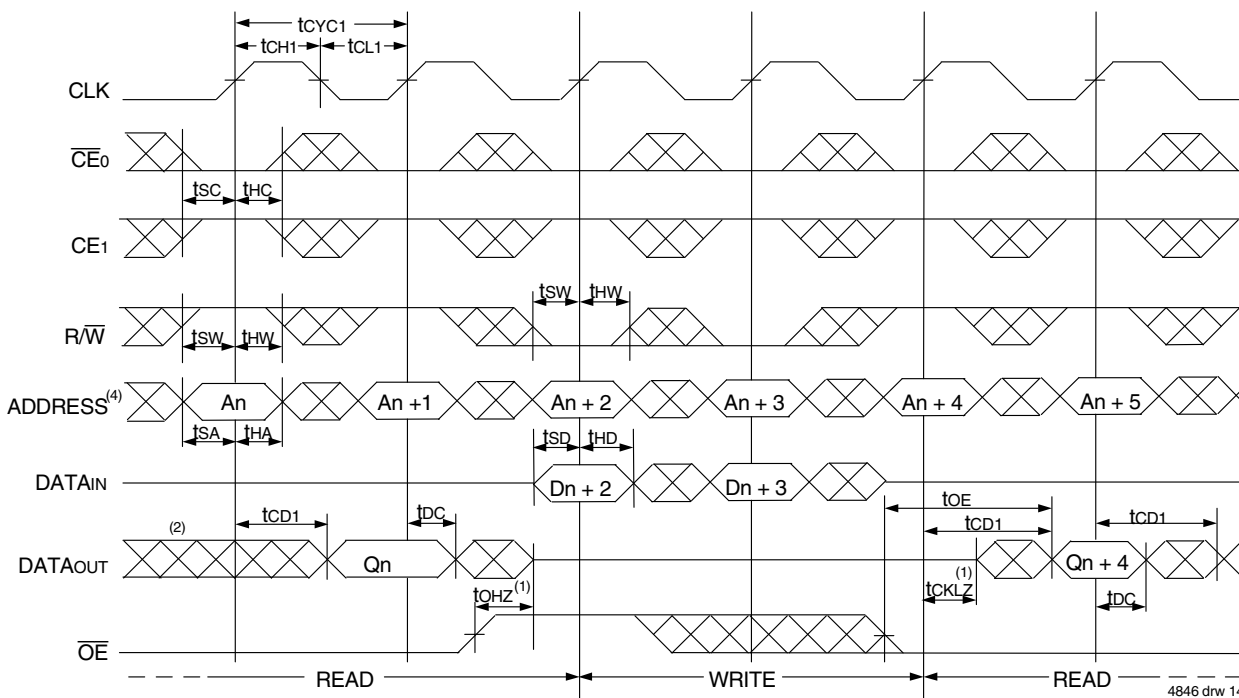 tCYC1
tCH1 tCL1
CLK
CE0
tSC tHC
CE1
tSW tHW
R/W
tSW tHW
ADDRESS(4) An An +1 An + 2 An + 3 An + 4 An + 5
tSA tHA
tSD tHD
DATAIN Dn + 2 Dn + 3
tOE
(2) tCD1 tDC tCD1 tCD1
DATAOUT Qn Qn + 4
tOHZ(1) tCKLZ(1) tDC
OE
READ WRITE READ
4846 drw 14